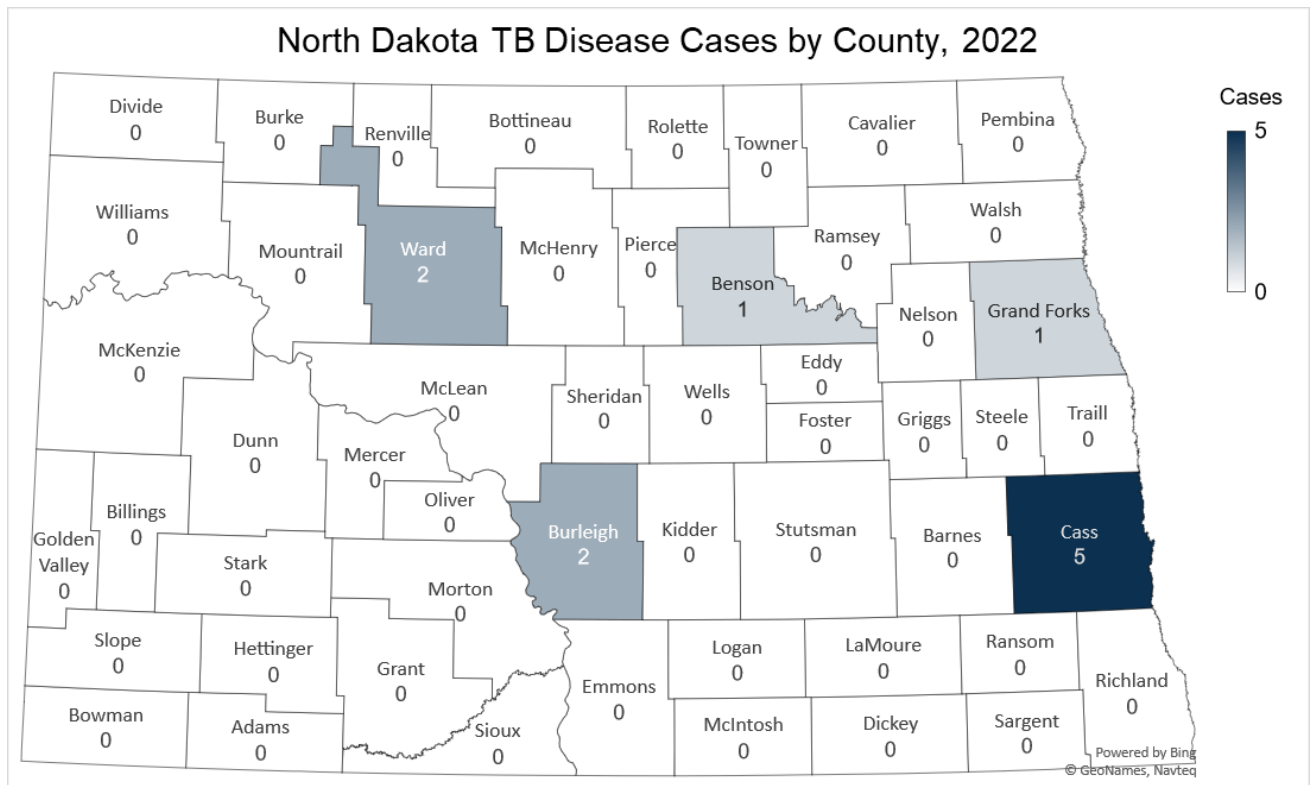 North Dakota TB Disease Cases by County, 2022
Cases
5
0
Divide
0
Burke
0
Renville
0
Bottineau
0
Rolette
0
Towner
0
Cavalier
0
Pembina
0
Williams
0
Mountrail
0
Ward
2
McHenry
0
Pierce
0
Benson
1
Ramsey
0
Walsh
0
Nelson
0
Grand Forks
1
McKenzie
0
Dunn
0
McLean
0
Mercer
0
Oliver
0
Sheridan
0
Wells
0
Eddy
0
Foster
0
Griggs
0
Steele
0
Traill
0
Golden
Valley
0
Billings
0
Stark
0
Morton
0
Burleigh
2
Kidder
0
Stutsman
0
Barnes
0
Cass
5
Slope
0
Hettinger
0
Grant
0
Bowman
0
Adams
0
Sioux
0
Emmons
0
Logan
0
LaMoure
0
Ransom
0
Richland
0
McIntosh
0
Dickey
0
Sargent
0
Powered by Bing
© GeoNames, Navteq